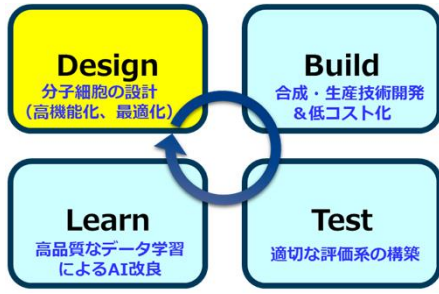 Design
分子細胞の設計
（高機能化、最適化）
Build
合成・生産技術開発
＆低コスト化
Learn
高品質なデータ学習
によるAI改良
Test
適切な評価系の構築